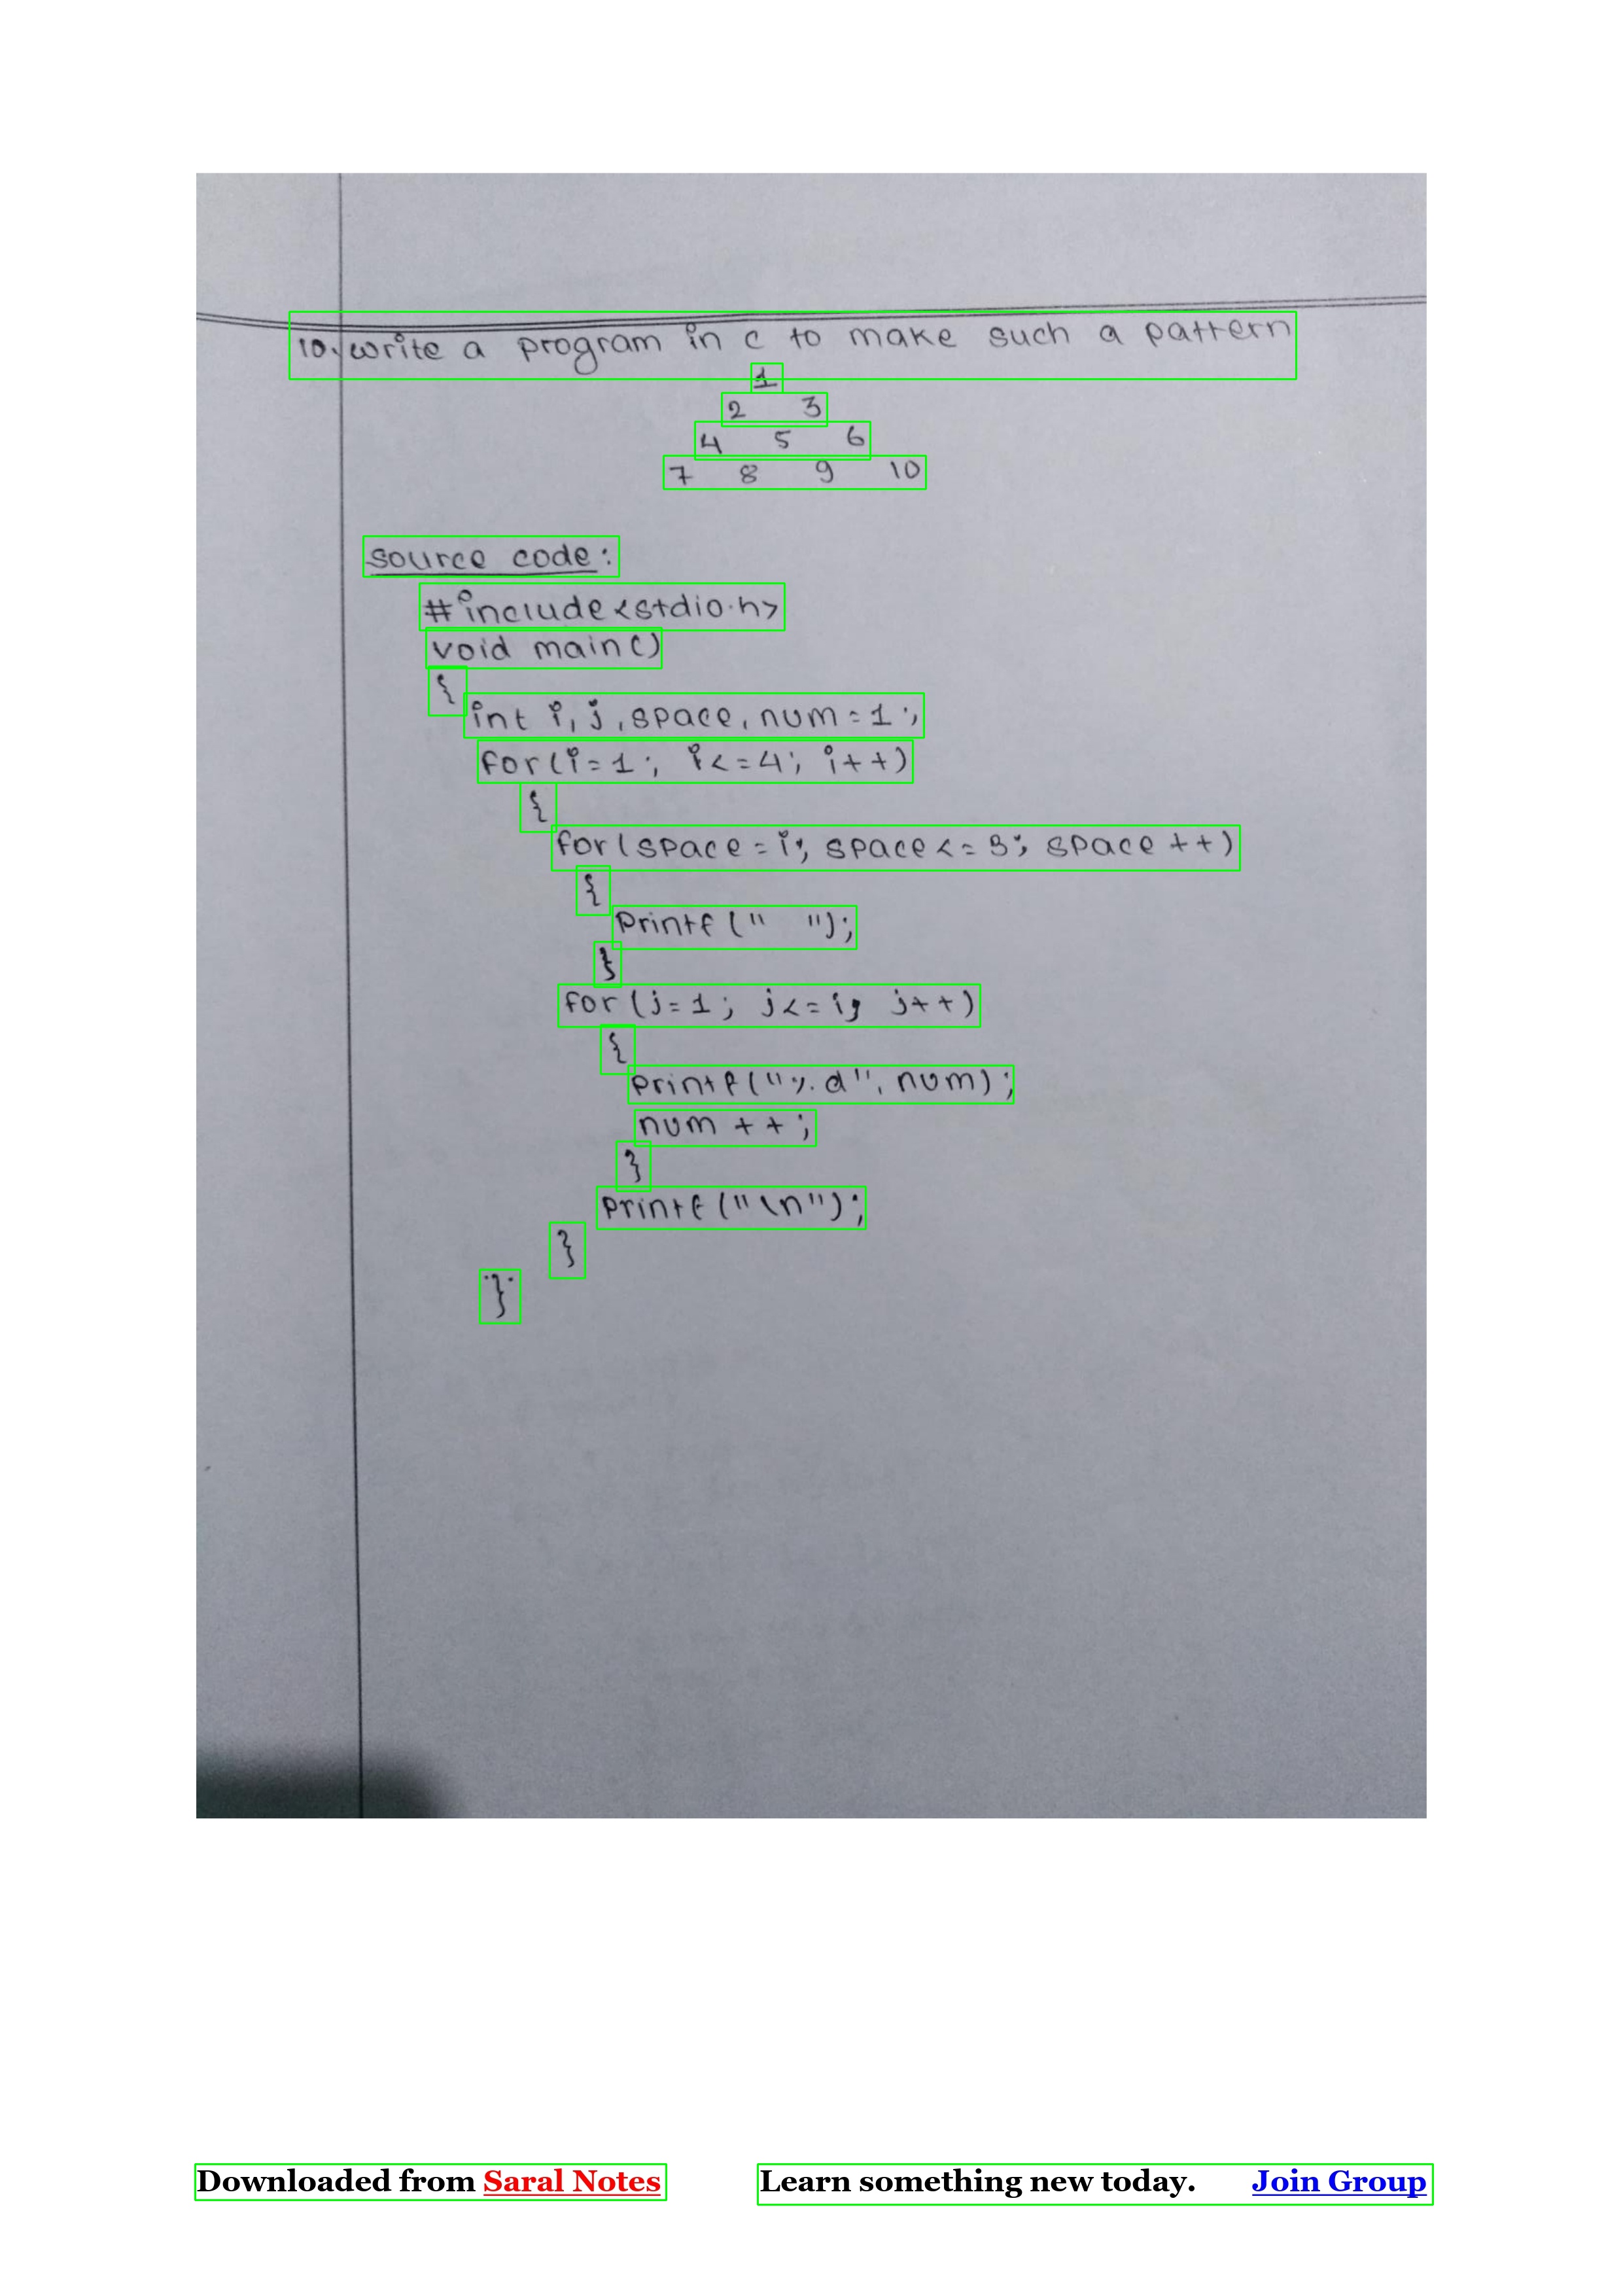 10. write a program in c to make such a pattern
1
2 3
4 5 6
7 8 9 10
source code:
#include<stdio.h>
void main()
{
int i, j, space, num=1;
for(i=1; i<=4; i++)
{
for(space=i; space<=3; space++)
{
printf("  ");
}
for(j=1; j<=i; j++)
{
printf("%d", num);
num++;
}
printf("\n");
}
}
Downloaded from Saral Notes Learn something new today. Join Group